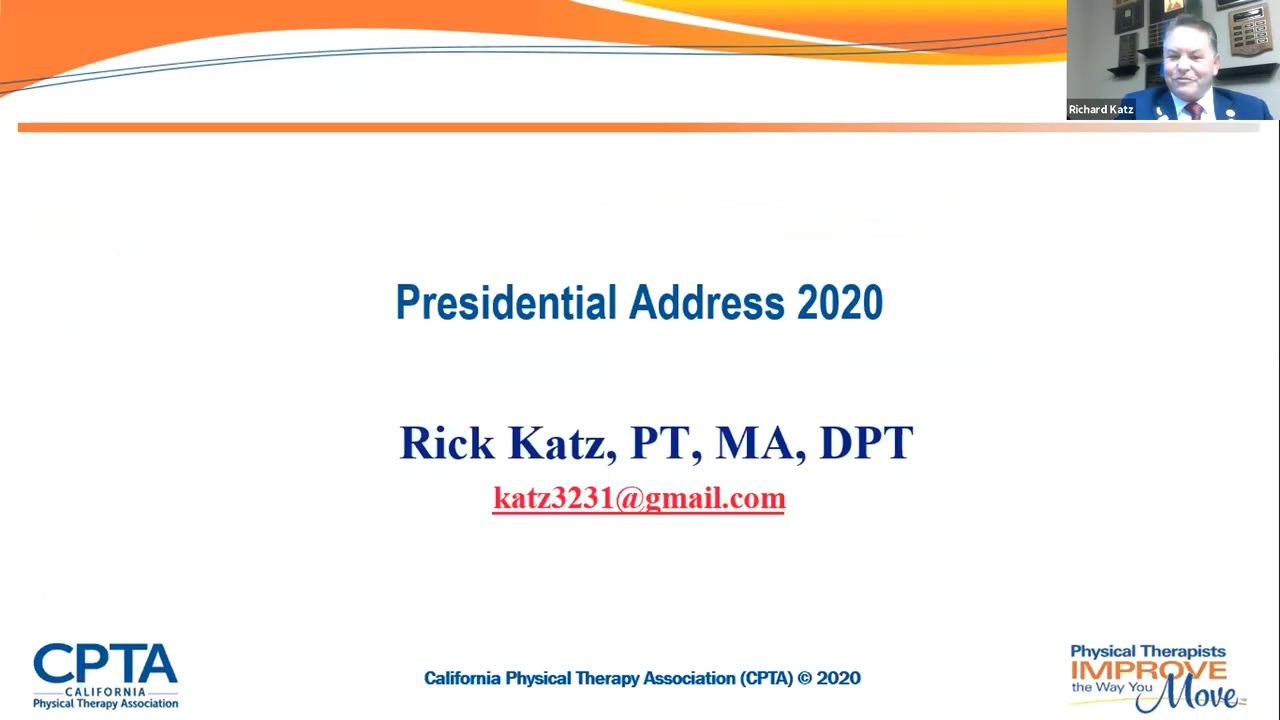 Richard Katz
Presidential Address 2020
Rick Katz, PT, MA, DPT
katz3231@gmail.com
CPTA
CALIFORNIA
Physical Therapy Association
California Physical Therapy Association (CPTA) © 2020
Physical Therapists
IMPROVE
the Way You
Move™